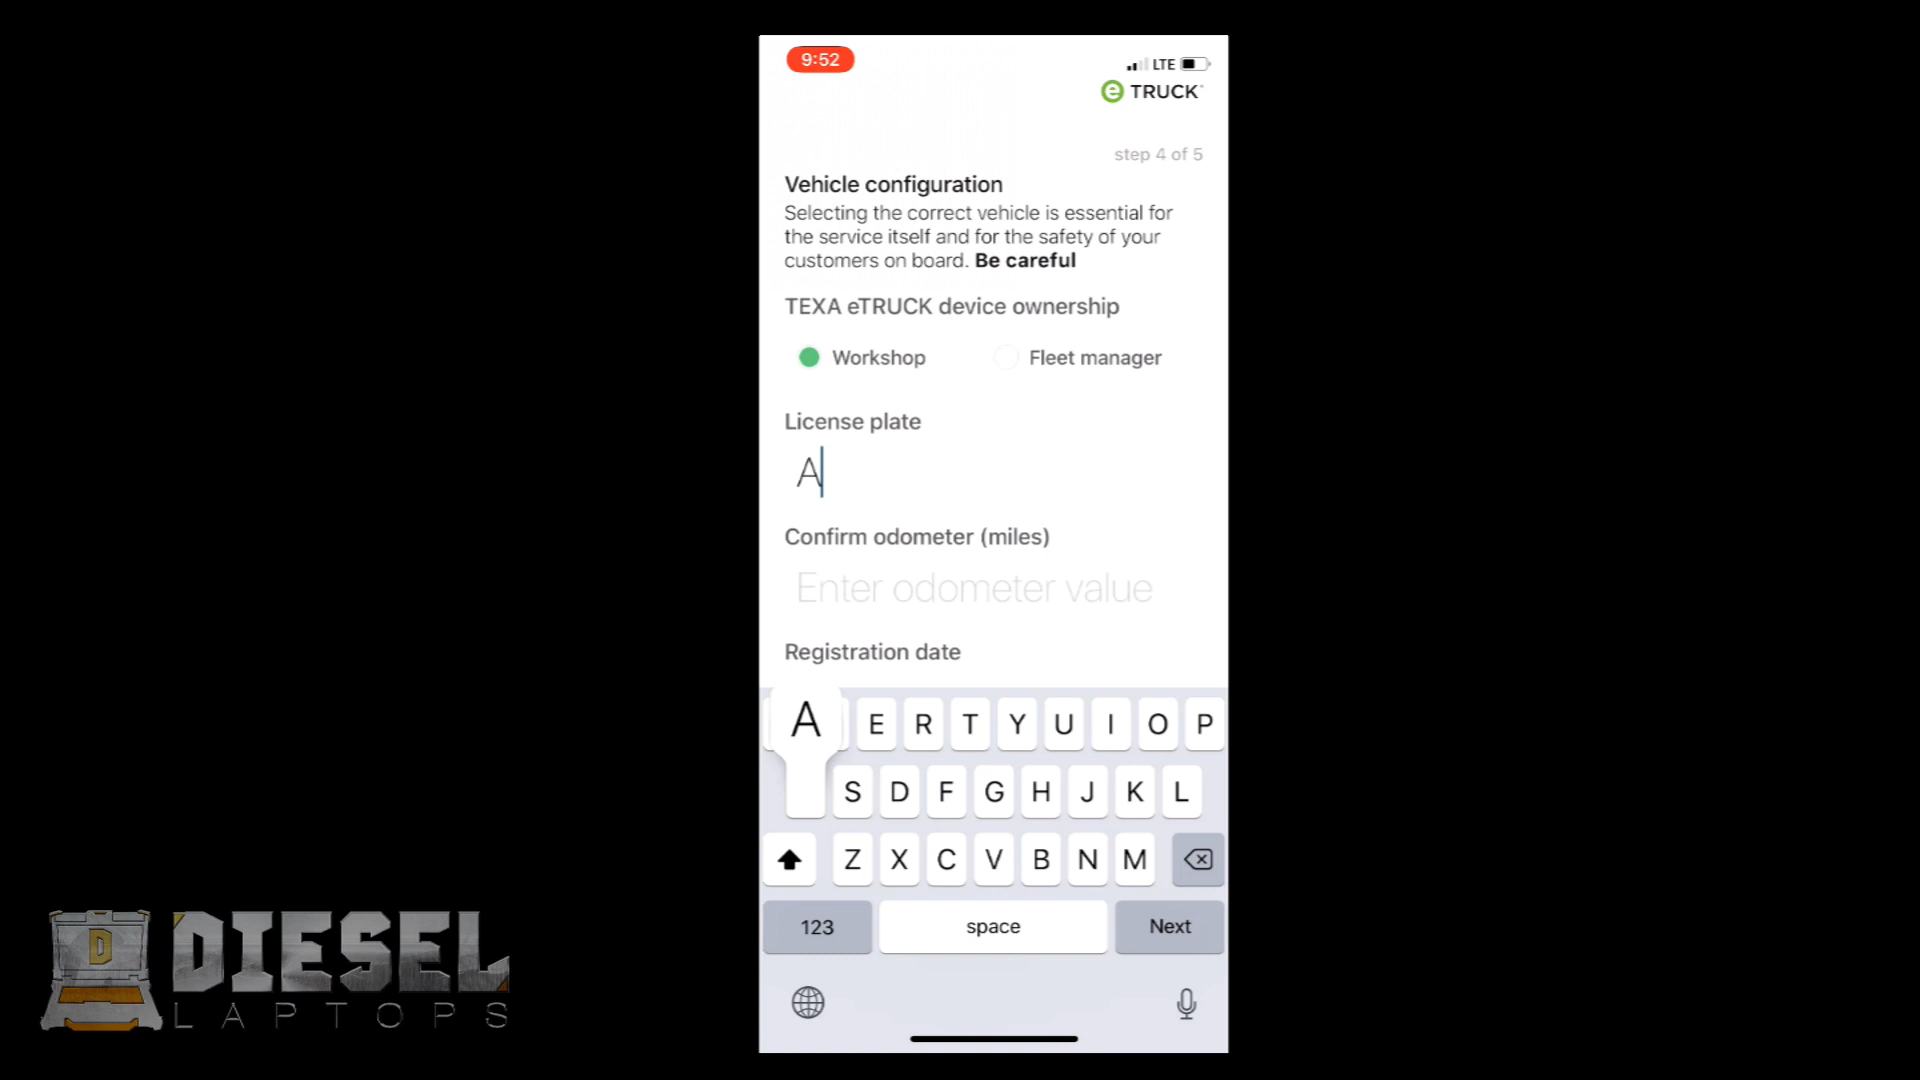 9:52
LTE
e TRUCK
step 4 of 5
Vehicle configuration
Selecting the correct vehicle is essential for
the service itself and for the safety of your
customers on board. Be careful
TEXA eTRUCK device ownership
Workshop Fleet manager
License plate
A
Confirm odometer (miles)
Enter odometer value
Registration date
A E R T Y U I O P
S D F G H J K L
Z X C V B N M
123 space Next
D DIESEL
LAPTOPS